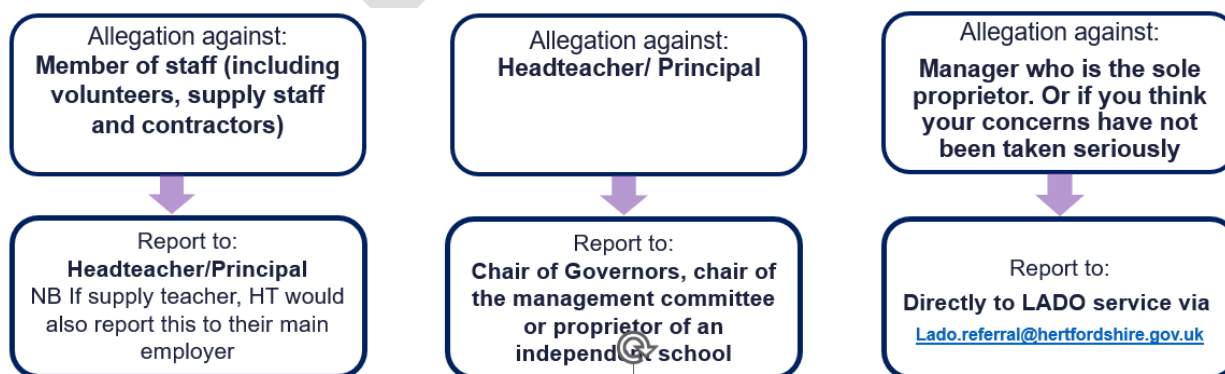 Allegation against:
Member of staff (including
volunteers, supply staff
and contractors)
Report to:
Headteacher/Principal
NB If supply teacher, HT would
also report this to their main
employer
Allegation against:
Headteacher/ Principal
Report to:
Chair of Governors, chair of
the management committee
or proprietor of an
independent school
Allegation against:
Manager who is the sole
proprietor. Or if you think
your concerns have not
been taken seriously
Report to:
Directly to LADO service via
Lado.referral@hertfordshire.gov.uk